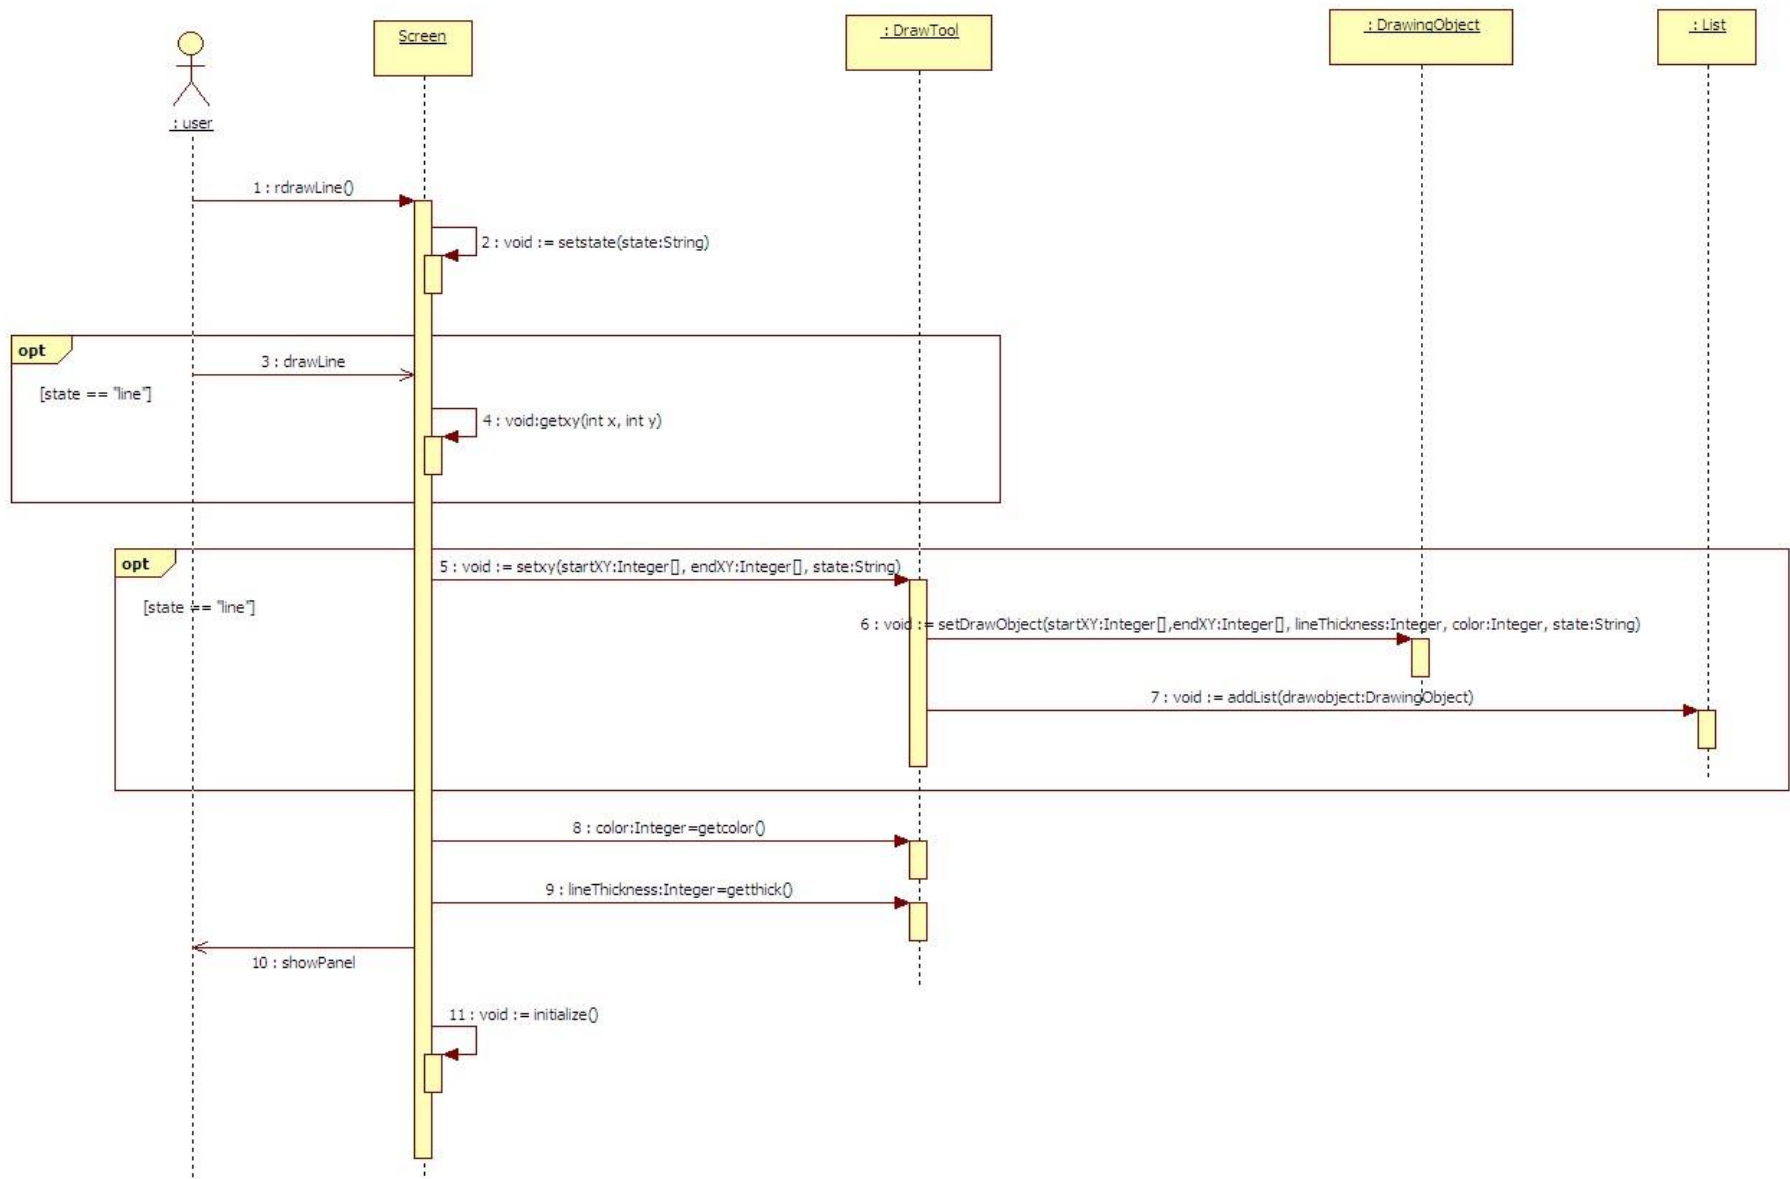 Screen
: DrawTool
: DrawingObject
: List
: user
1 : rdrawLine()
2 : void := setstate(state:String)
opt
3 : drawLine
[state == "line"]
4 : void:getxy(int x, int y)
opt
5 : void := setxy(startXY:Integer[], endXY:Integer[], state:String)
[state == "line"]
6 : void := setDrawObject(startXY:Integer[],endXY:Integer[], lineThickness:Integer, color:Integer, state:String)
7 : void := addList(drawobject:DrawingObject)
8 : color:Integer=getcolor()
9 : lineThickness:Integer=getthick()
10 : showPanel
11 : void := initialize()